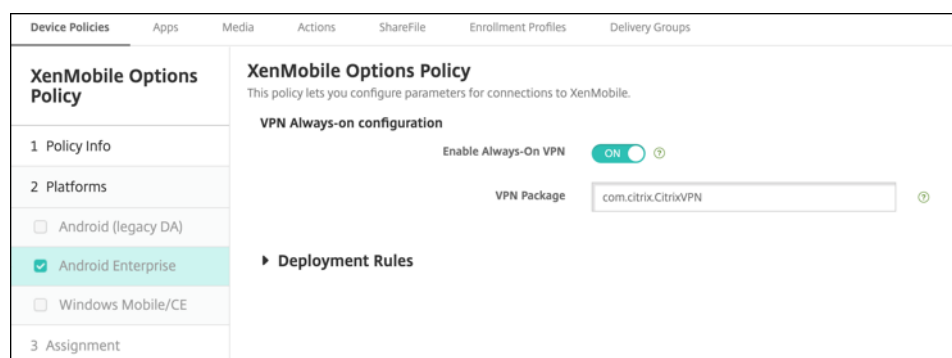 Device Policies Apps Media Actions ShareFile Enrollment Profiles Delivery Groups
XenMobile Options
Policy
1 Policy Info
2 Platforms
Android (legacy DA)
Android Enterprise
Windows Mobile/CE
3 Assignment
XenMobile Options Policy
This policy lets you configure parameters for connections to XenMobile.
VPN Always-on configuration
Enable Always-On VPN ON ?
VPN Package com.citrix.CitrixVPN ?
Deployment Rules